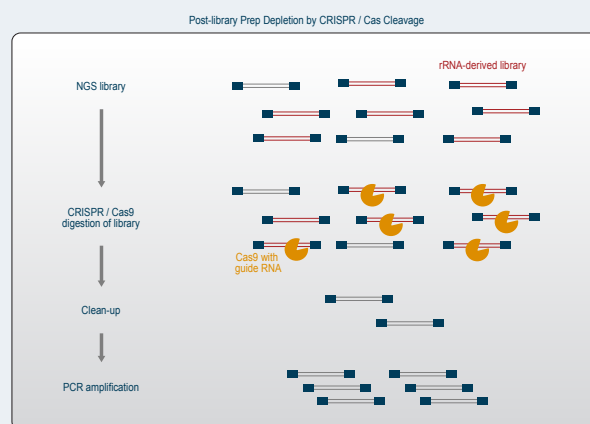 Post-library Prep Depletion by CRISPR / Cas Cleavage
rRNA-derived library
NGS library
CRISPR / Cas9
digestion of library
Cas9 with
guide RNA
Clean-up
PCR amplification